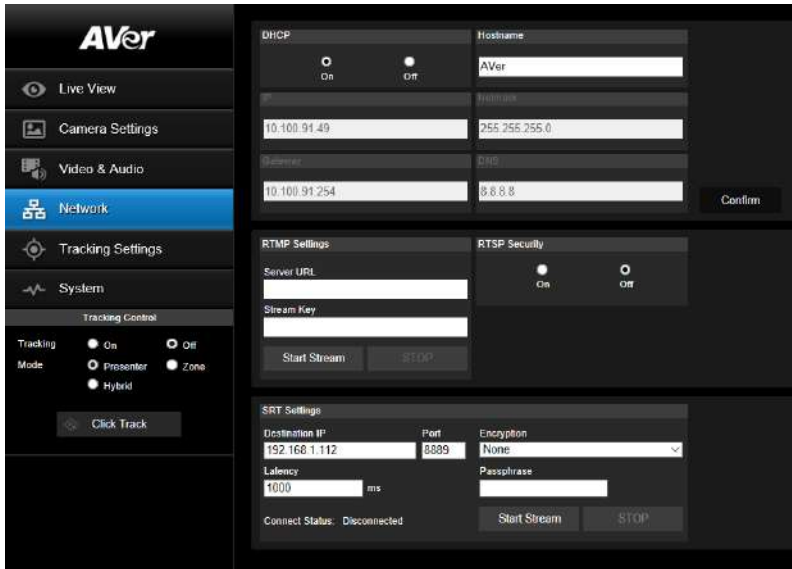 AVer
Live View
Camera Settings
Video & Audio
Network
Tracking Settings
System
Tracking Control
Tracking On Off
Mode Presenter Zone
Hybrid
Click Track
DHCP
On Off
Hostname
AVer
IP
10.100.91.49
Netmask
255.255.255.0
Gateway
10.100.91.254
DNS
8.8.8.8
Confirm
RTMP Settings
Server URL
Stream Key
Start Stream STOP
RTSP Security
On Off
SRT Settings
Destination IP Port Encryption
192.168.1.112 8889 None
Latency Passphrase
1000 ms
Connect Status: Disconnected Start Stream STOP